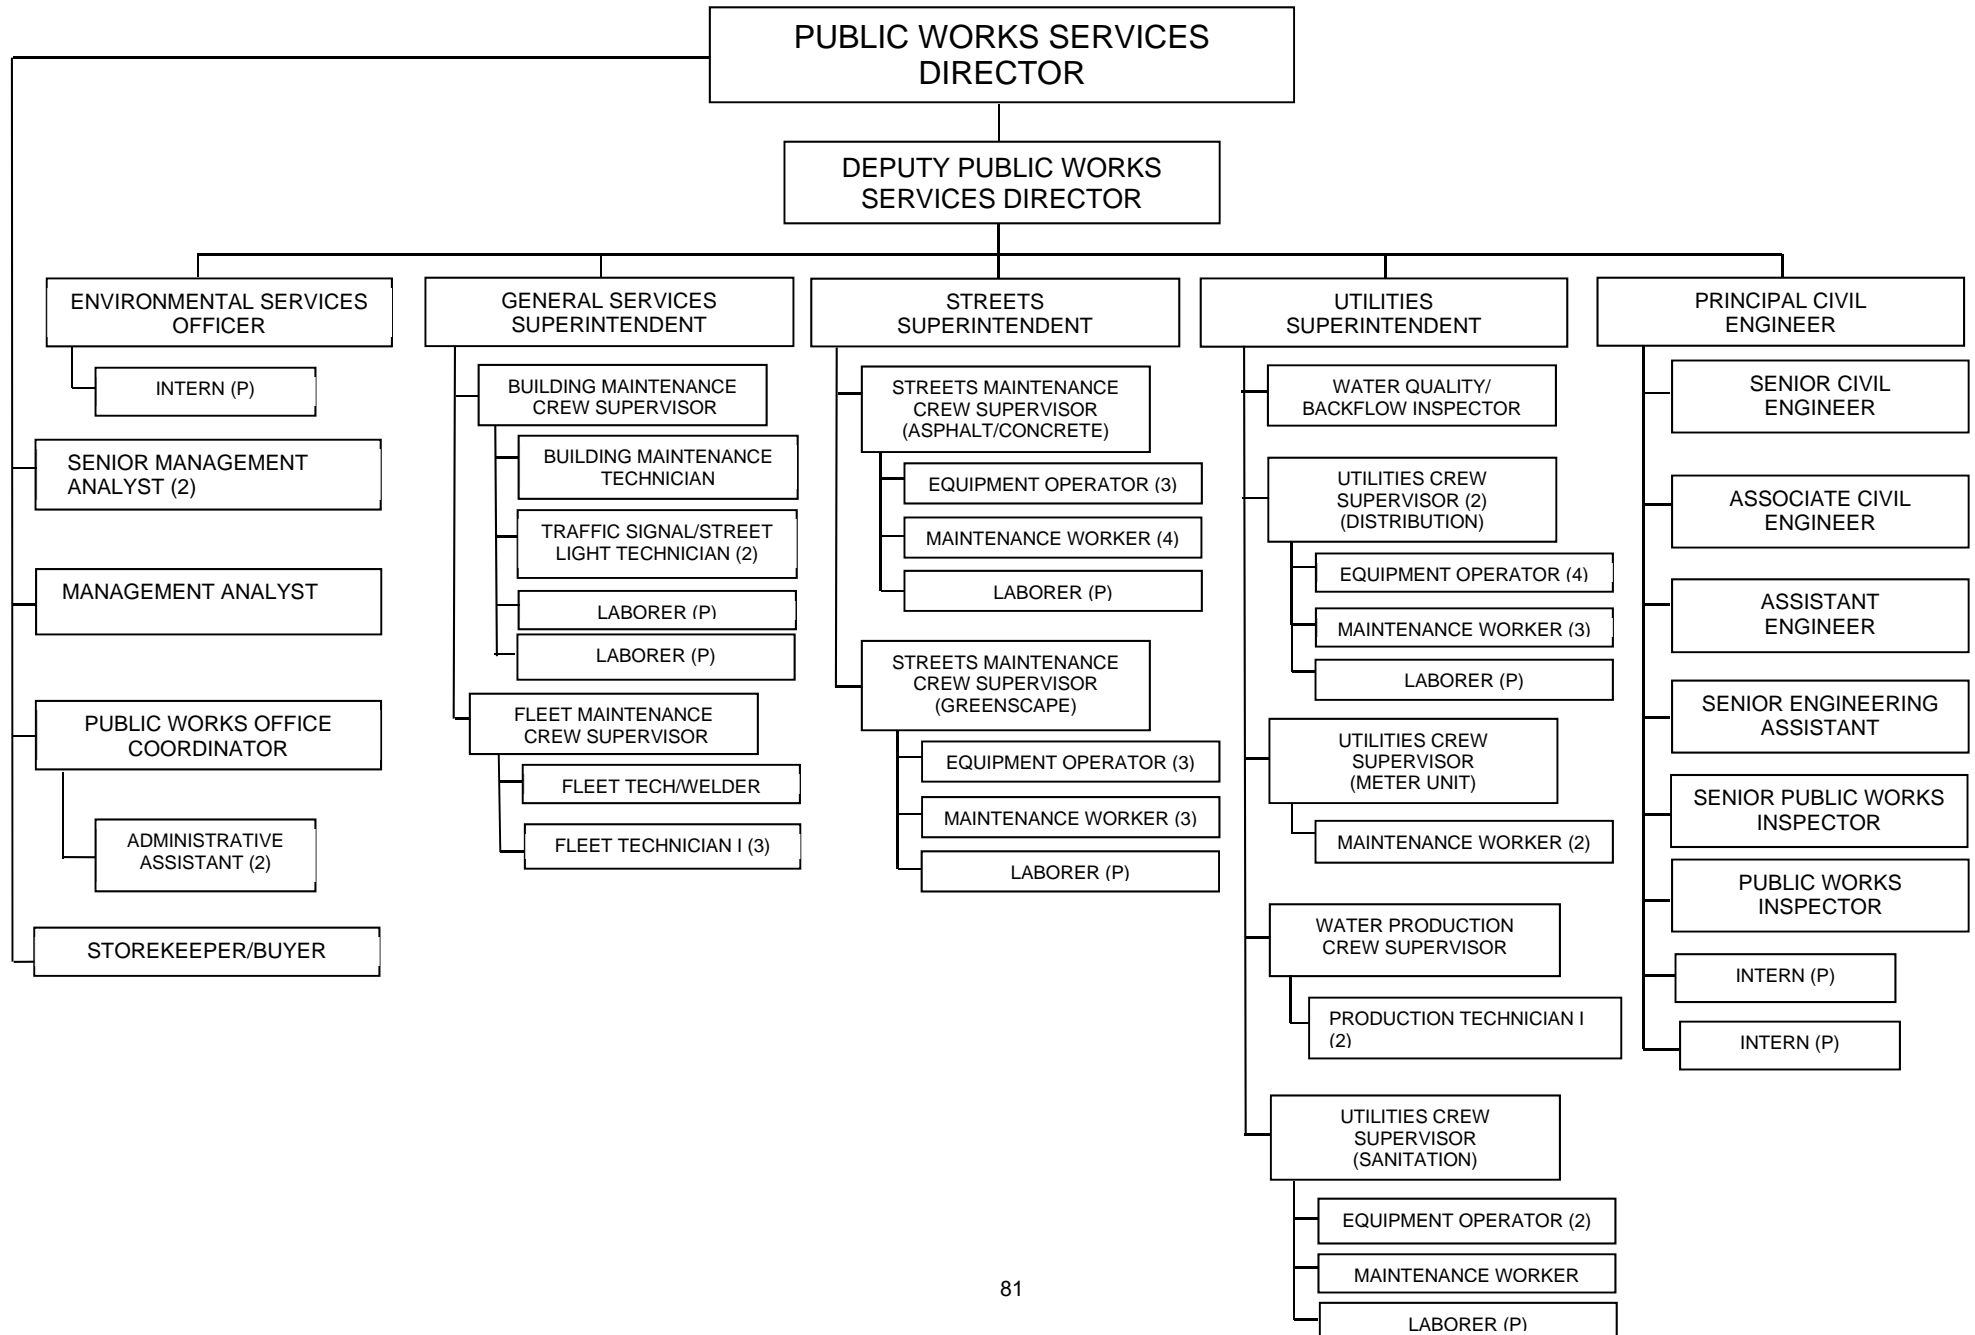 PUBLIC WORKS SERVICES
DIRECTOR
DEPUTY PUBLIC WORKS
SERVICES DIRECTOR
ENVIRONMENTAL SERVICES
OFFICER
INTERN (P)
SENIOR MANAGEMENT
ANALYST (2)
MANAGEMENT ANALYST
PUBLIC WORKS OFFICE
COORDINATOR
ADMINISTRATIVE
ASSISTANT (2)
STOREKEEPER/BUYER
GENERAL SERVICES
SUPERINTENDENT
BUILDING MAINTENANCE
CREW SUPERVISOR
BUILDING MAINTENANCE
TECHNICIAN
TRAFFIC SIGNAL/STREET
LIGHT TECHNICIAN (2)
LABORER (P)
LABORER (P)
FLEET MAINTENANCE
CREW SUPERVISOR
FLEET TECH/WELDER
FLEET TECHNICIAN I (3)
STREETS
SUPERINTENDENT
STREETS MAINTENANCE
CREW SUPERVISOR
(ASPHALT/CONCRETE)
EQUIPMENT OPERATOR (3)
MAINTENANCE WORKER (4)
LABORER (P)
STREETS MAINTENANCE
CREW SUPERVISOR
(GREENSCAPE)
EQUIPMENT OPERATOR (3)
MAINTENANCE WORKER (3)
LABORER (P)
UTILITIES
SUPERINTENDENT
WATER QUALITY/
BACKFLOW INSPECTOR
UTILITIES CREW
SUPERVISOR (2)
(DISTRIBUTION)
EQUIPMENT OPERATOR (4)
MAINTENANCE WORKER (3)
LABORER (P)
UTILITIES CREW
SUPERVISOR
(METER UNIT)
MAINTENANCE WORKER (2)
WATER PRODUCTION
CREW SUPERVISOR
PRODUCTION TECHNICIAN I
(2)
UTILITIES CREW
SUPERVISOR
(SANITATION)
EQUIPMENT OPERATOR (2)
MAINTENANCE WORKER
LABORER (P)
PRINCIPAL CIVIL
ENGINEER
SENIOR CIVIL
ENGINEER
ASSOCIATE CIVIL
ENGINEER
ASSISTANT
ENGINEER
SENIOR ENGINEERING
ASSISTANT
SENIOR PUBLIC WORKS
INSPECTOR
PUBLIC WORKS
INSPECTOR
INTERN (P)
INTERN (P)
81